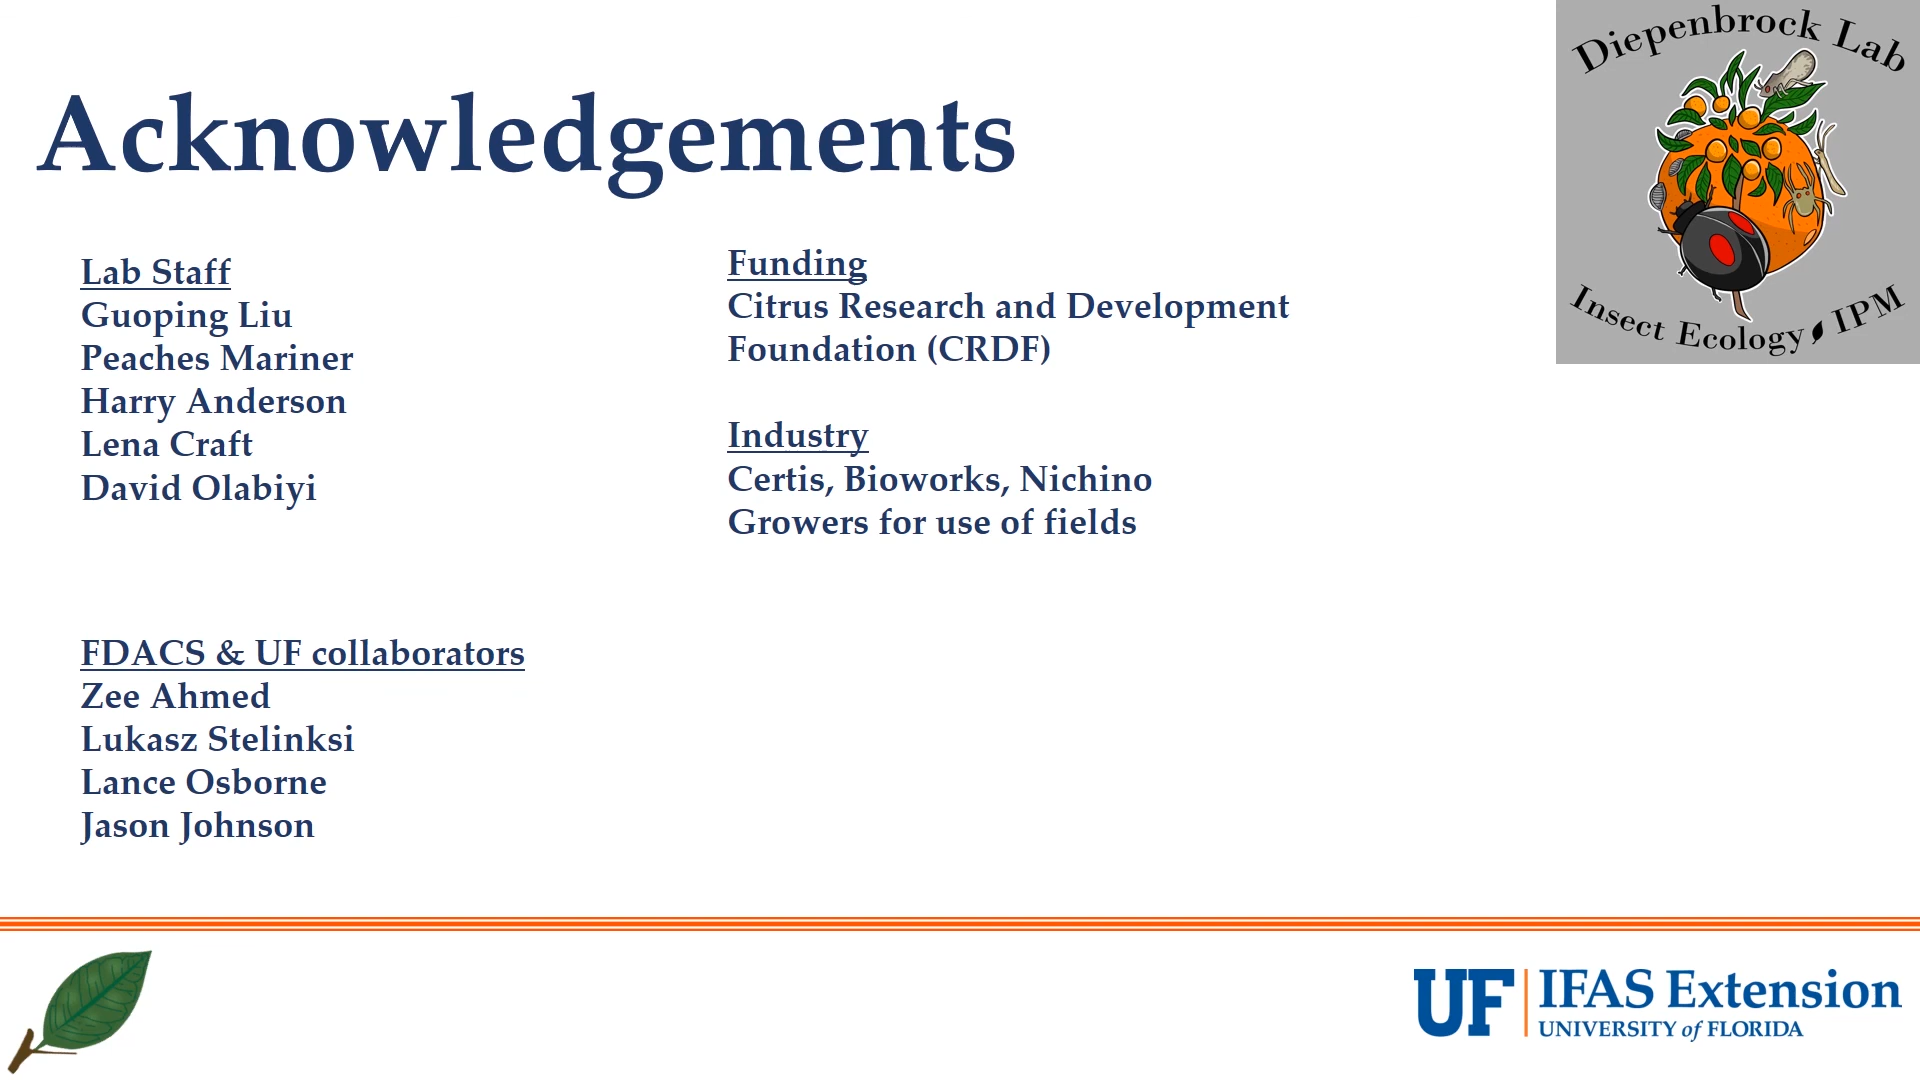 Acknowledgements
Diepenbrock Lab
Insect Ecology IPM
Lab Staff
Guoping Liu
Peaches Mariner
Harry Anderson
Lena Craft
David Olabiyi
FDACS & UF collaborators
Zee Ahmed
Lukasz Stelinksi
Lance Osborne
Jason Johnson
Funding
Citrus Research and Development
Foundation (CRDF)
Industry
Certis, Bioworks, Nichino
Growers for use of fields
UF IFAS Extension
UNIVERSITY of FLORIDA